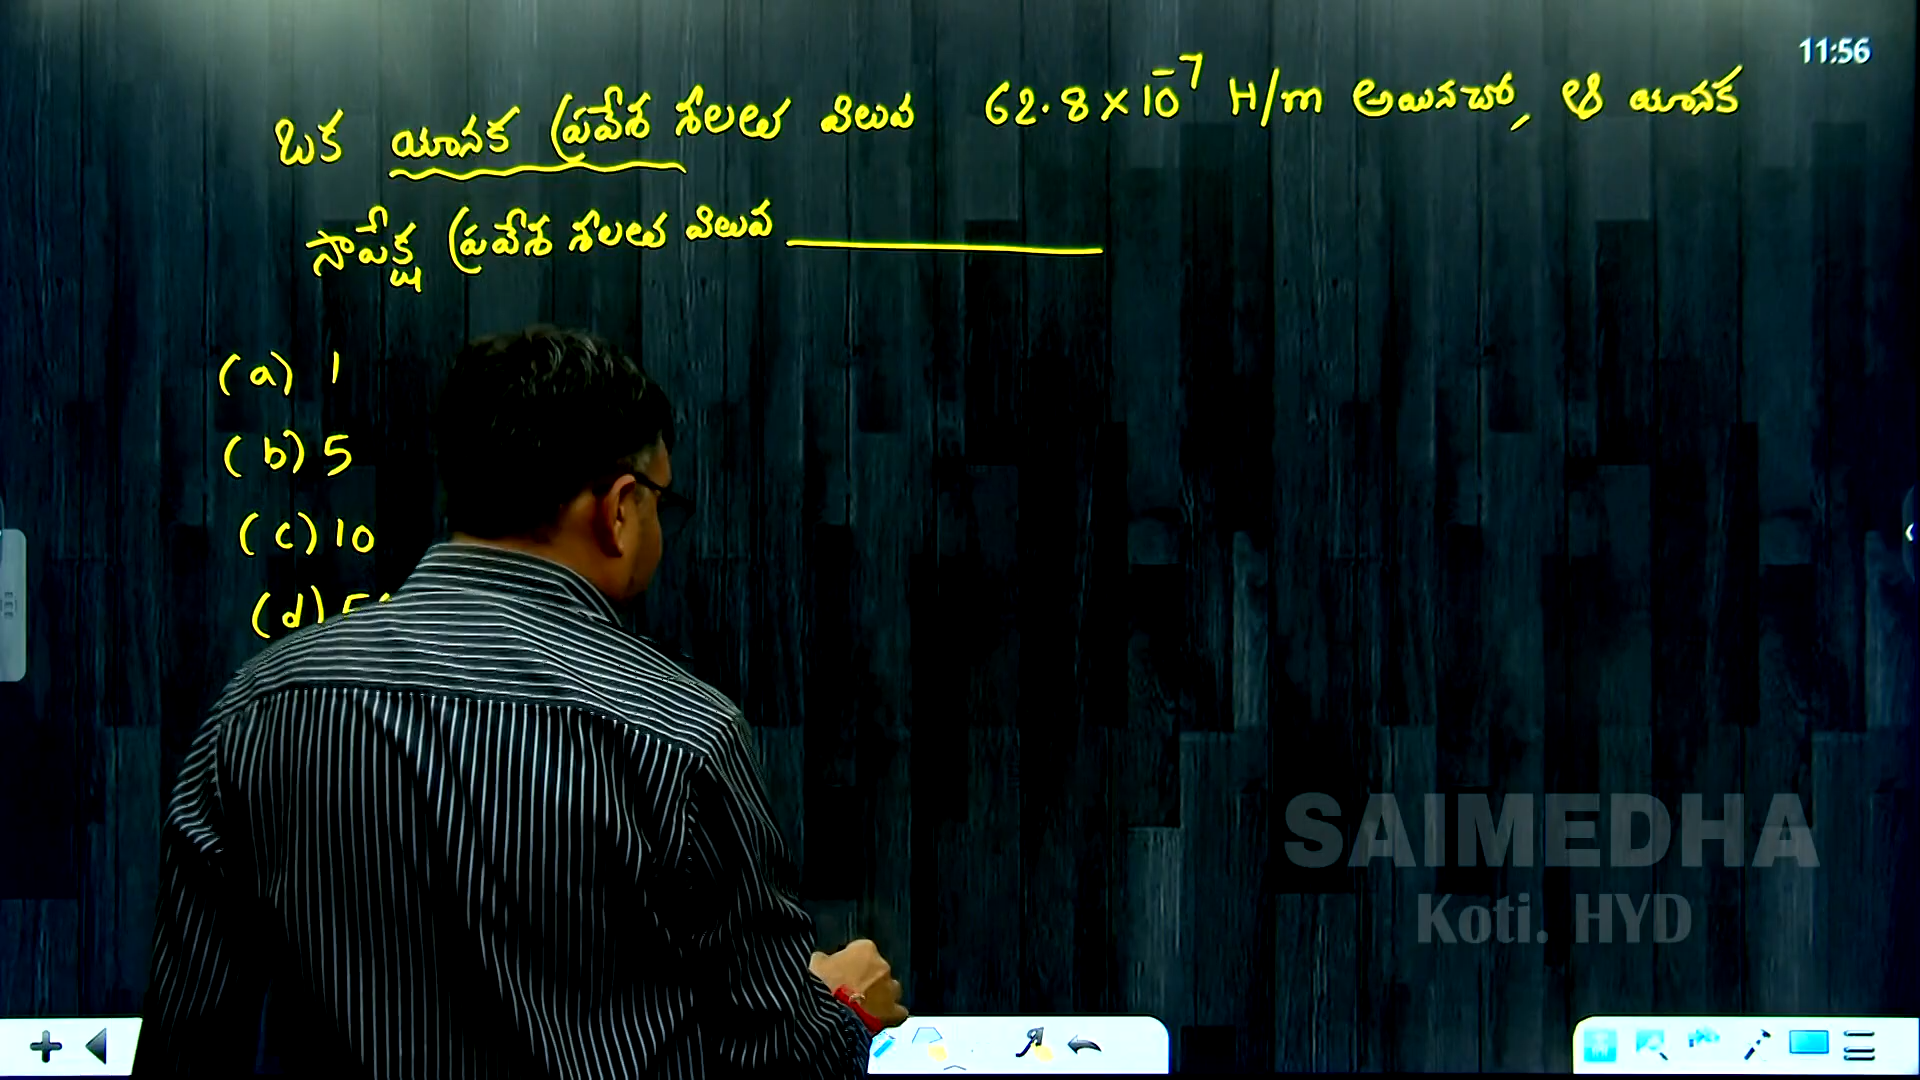 11:56
ఒక యానక ప్రవేశ శీలత విలువ 62.8×10⁻⁷ H/m అయినచో, ఆ యానక
సాపేక్ష ప్రవేశ శీలత విలువ
(a) 1
(b) 5
(c) 10
(d)
SAIMEDHA
Koti. HYD